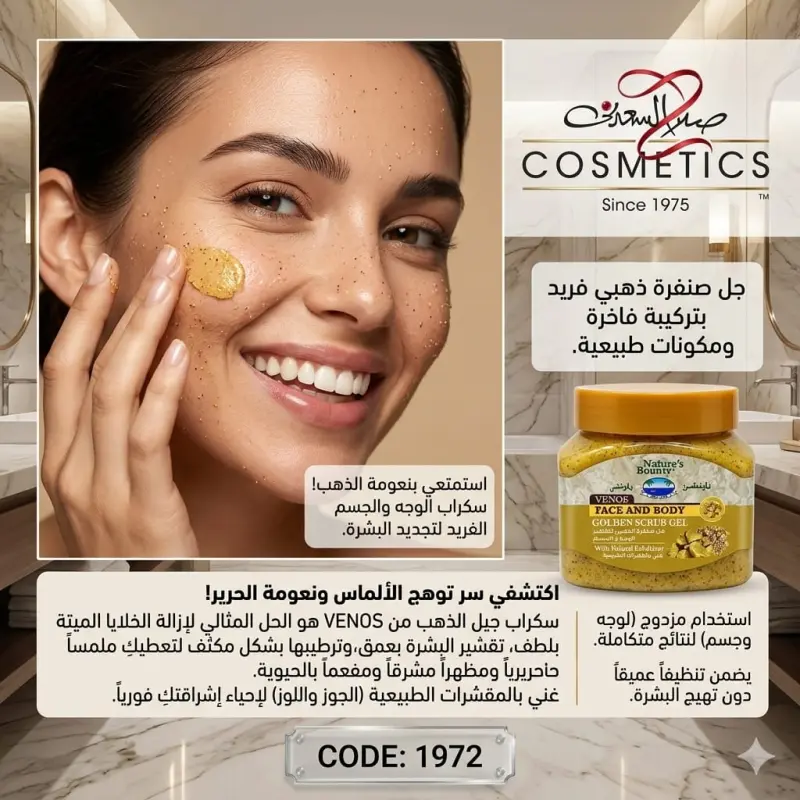 صلاح السعدني
COSMETICS
Since 1975
TM
جل صنفرة ذهبي فريد
بتركيبة فاخرة
ومكونات طبيعية.
استمتعي بنعومة الذهب!
سكراب الوجه والجسم
الفريد لتجديد البشرة.
Nature's
Bounty
VENOS
FACE AND BODY
GOLBEN SCRUB GEL
الوجه و الجسم
With Natural Exfoliator
اكتشفي سر توهج الألماس ونعومة الحرير!
سكراب جيل الذهب من VENOS هو الحل المثالي لإزالة الخلايا الميتة
بلطف، تقشير البشرة بعمق،وترطيبها بشكل مكثف لتعطيكِ ملمساً
حاحريرياً ومظهراً مشرقاً ومفعماً بالحيوية.
غني بالمقشرات الطبيعية (الجوز واللوز) لإحياء إشراقتكِ فورياً.
استخدام مزدوج (لوجه
وجسم) لنتائج متكاملة.
يضمن تنظيفاً عميقاً
دون تهيج البشرة.
CODE: 1972